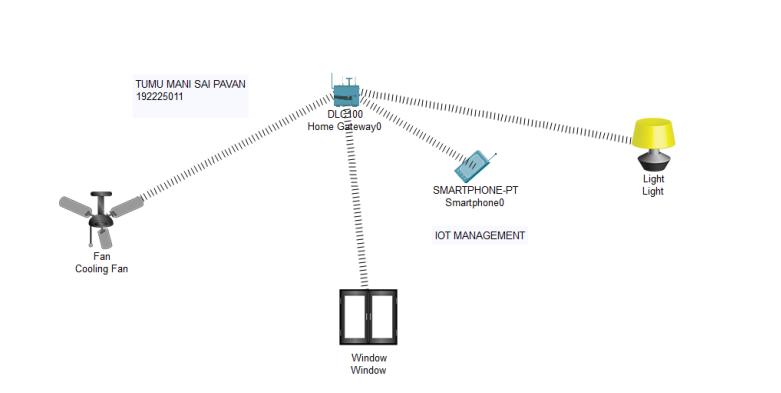 TUMU MANI SAI PAVAN
192225011
DLC100
Home Gateway0
SMARTPHONE-PT
Smartphone0
Light
Light
IOT MANAGEMENT
Fan
Cooling Fan
Window
Window